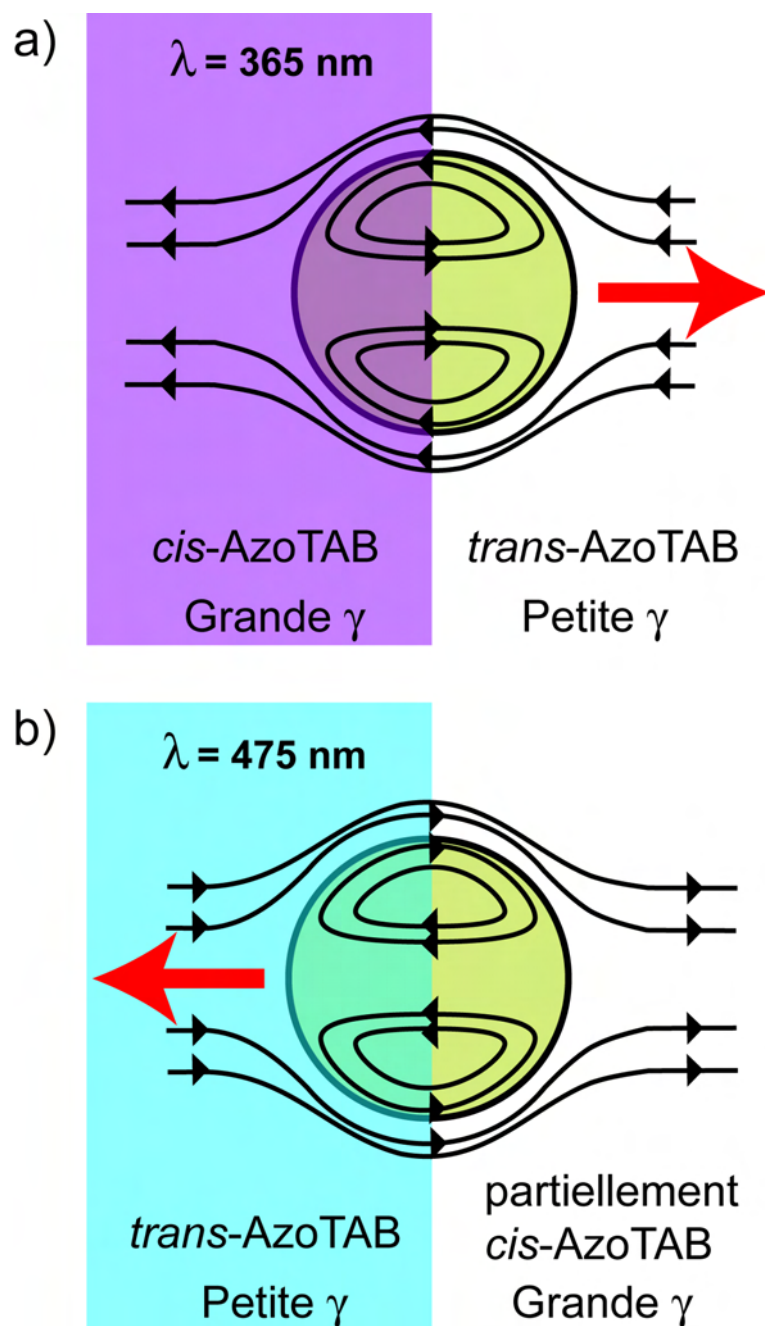 a)
λ = 365 nm
cis-AzoTAB
Grande γ
trans-AzoTAB
Petite γ
b)
λ = 475 nm
trans-AzoTAB
Petite γ
partiellement
cis-AzoTAB
Grande γ